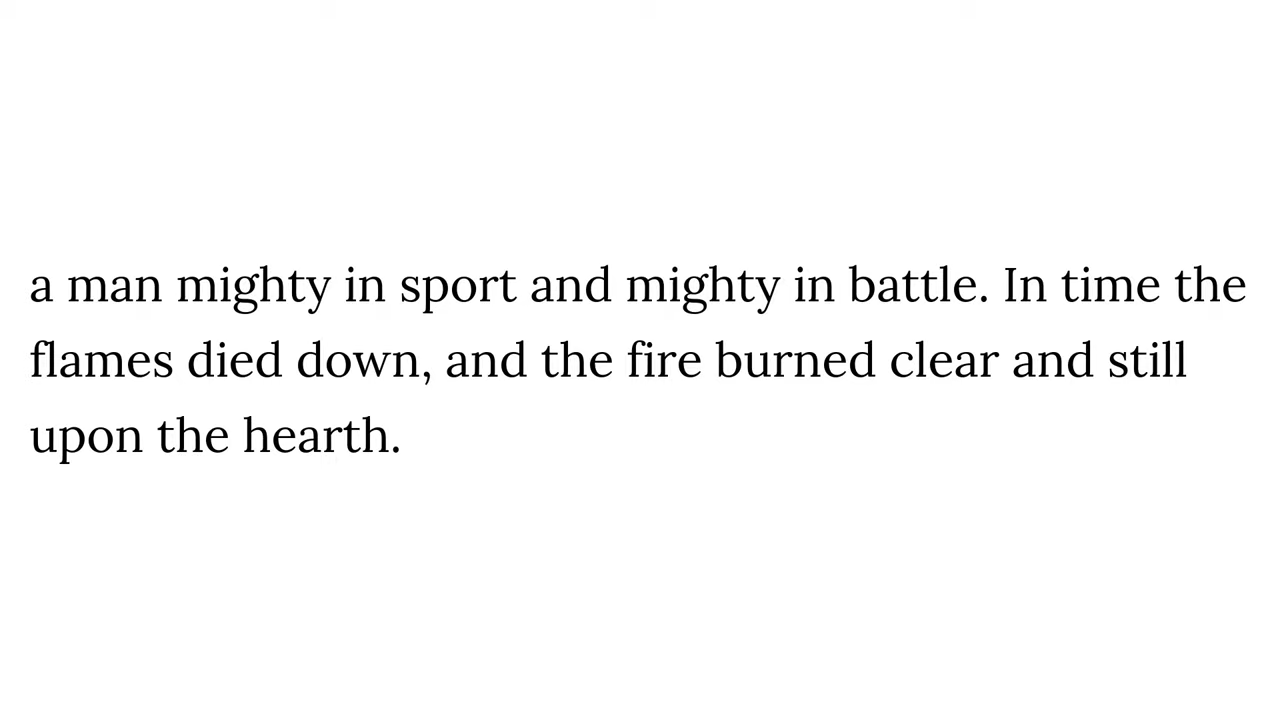 a man mighty in sport and mighty in battle. In time the
flames died down, and the fire burned clear and still
upon the hearth.